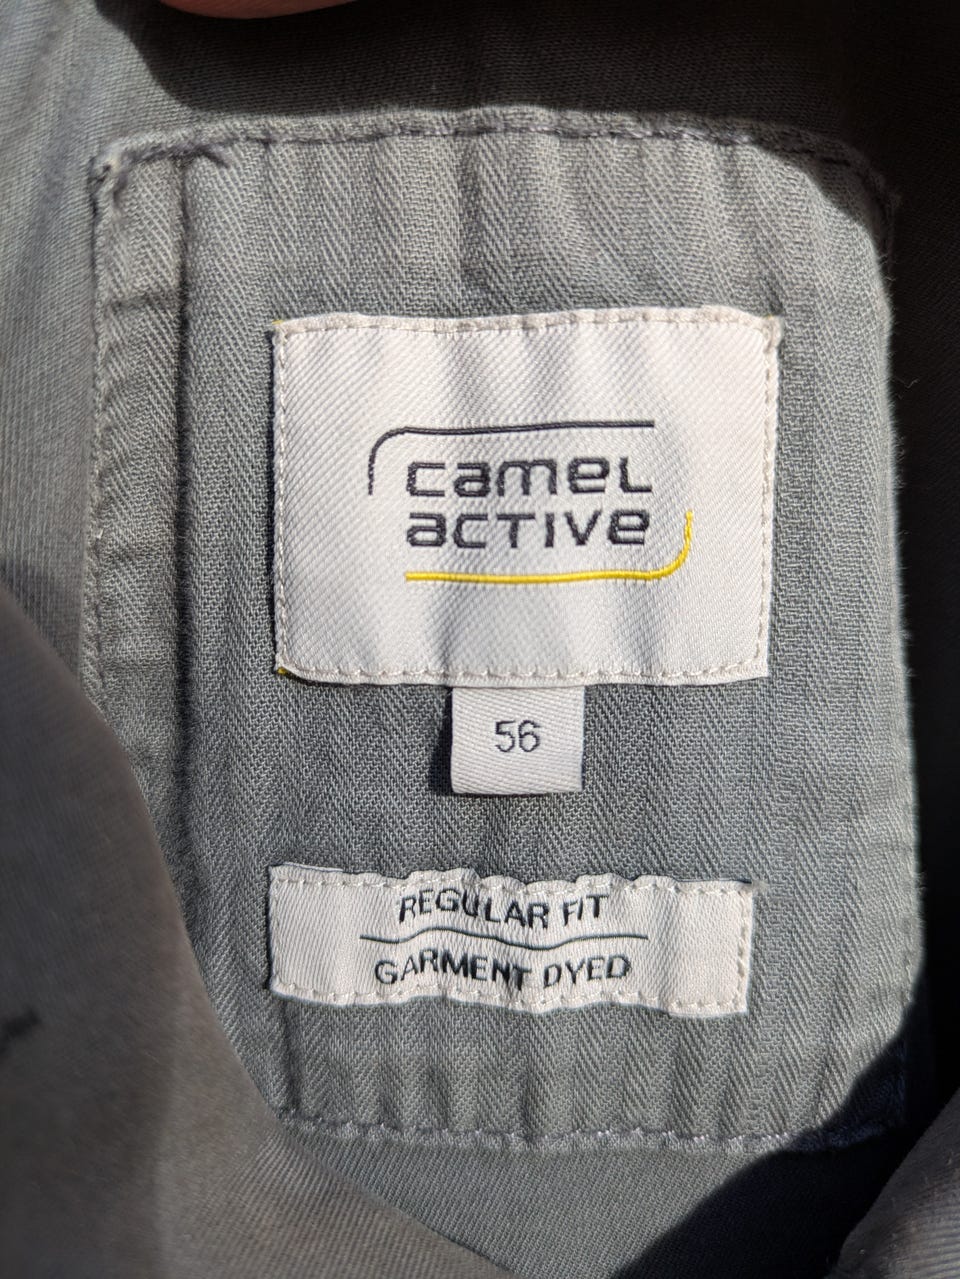 camel
active
56
REGULAR FIT
GARMENT DYED